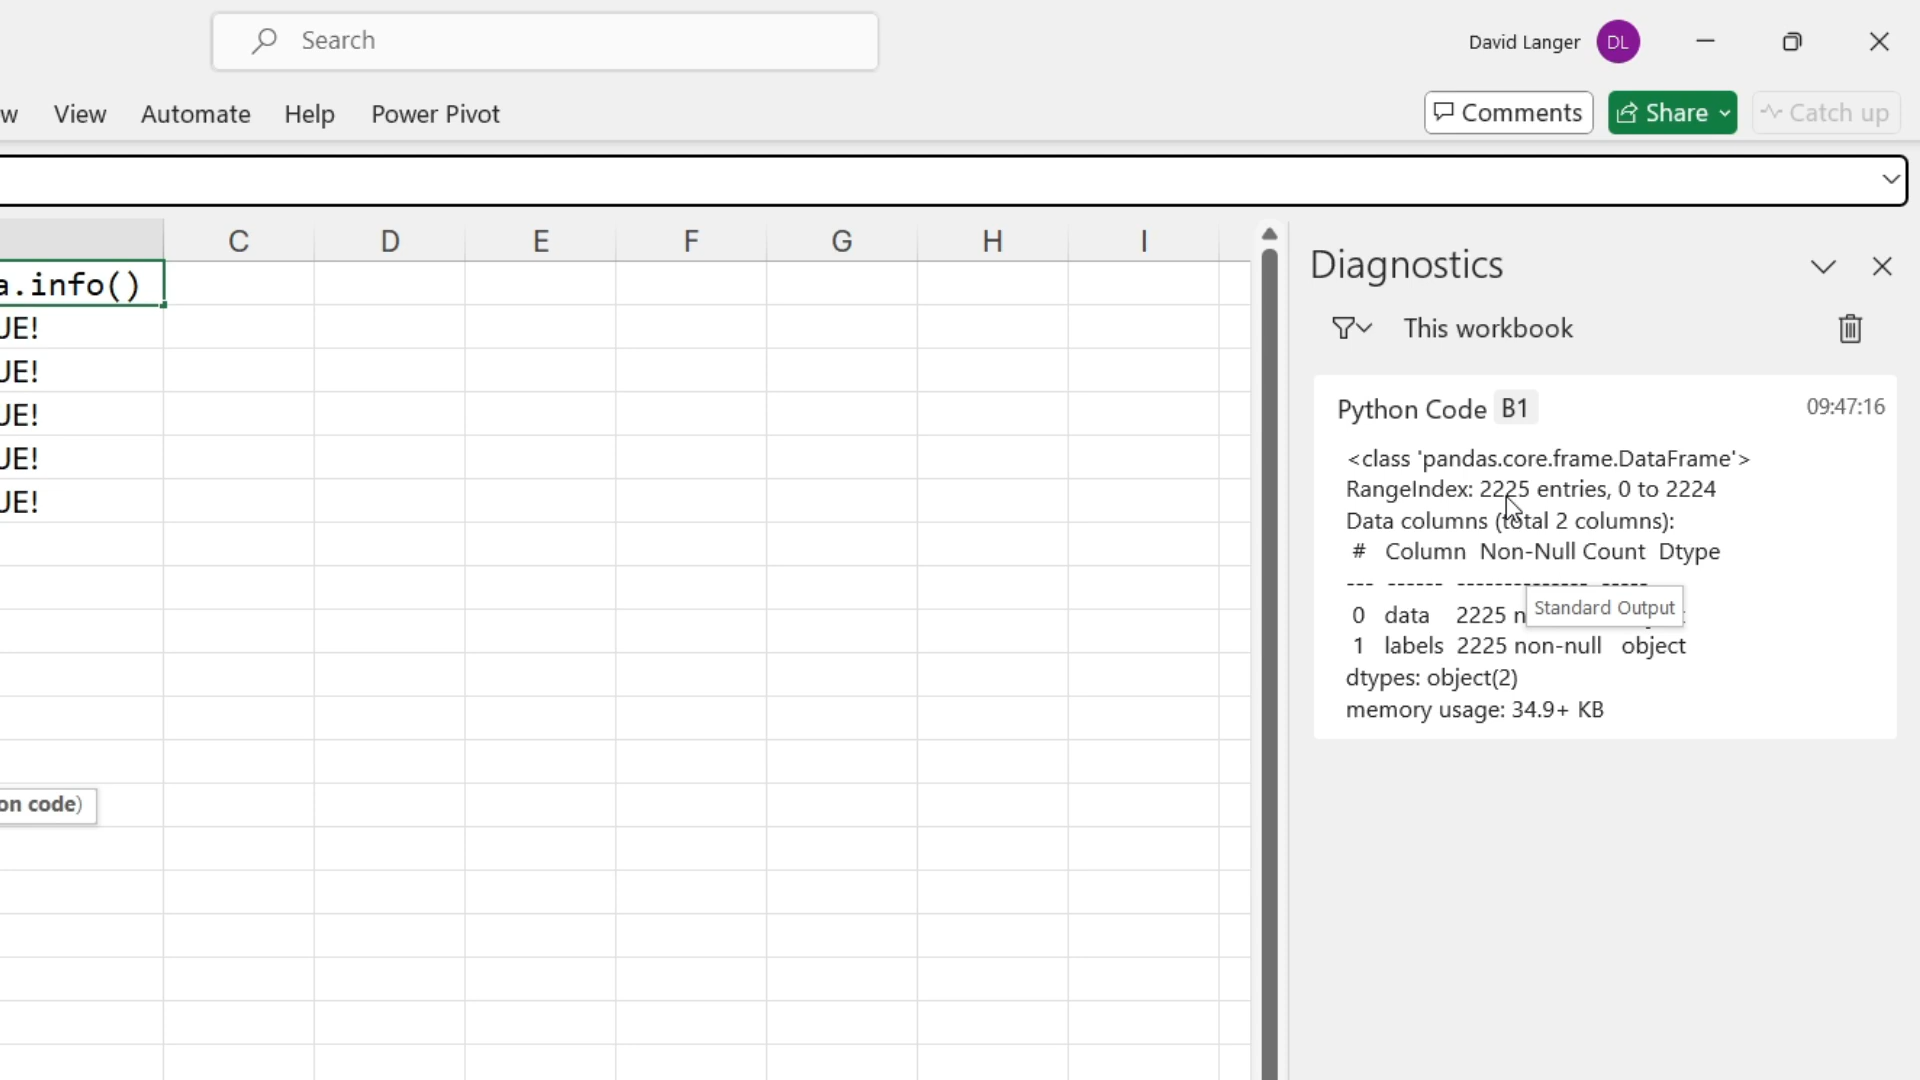 Search
David Langer DL
w View Automate Help Power Pivot
Comments Share Catch up
C D E F G H I
a.info()
UE!
UE!
UE!
UE!
UE!
on code)
Diagnostics
This workbook
Python Code B1 09:47:16
<class 'pandas.core.frame.DataFrame'>
RangeIndex: 2225 entries, 0 to 2224
Data columns (total 2 columns):
# Column Non-Null Count Dtype
--- ------ -------------- -----
0 data 2225 n
Standard Output
1 labels 2225 non-null object
dtypes: object(2)
memory usage: 34.9+ KB